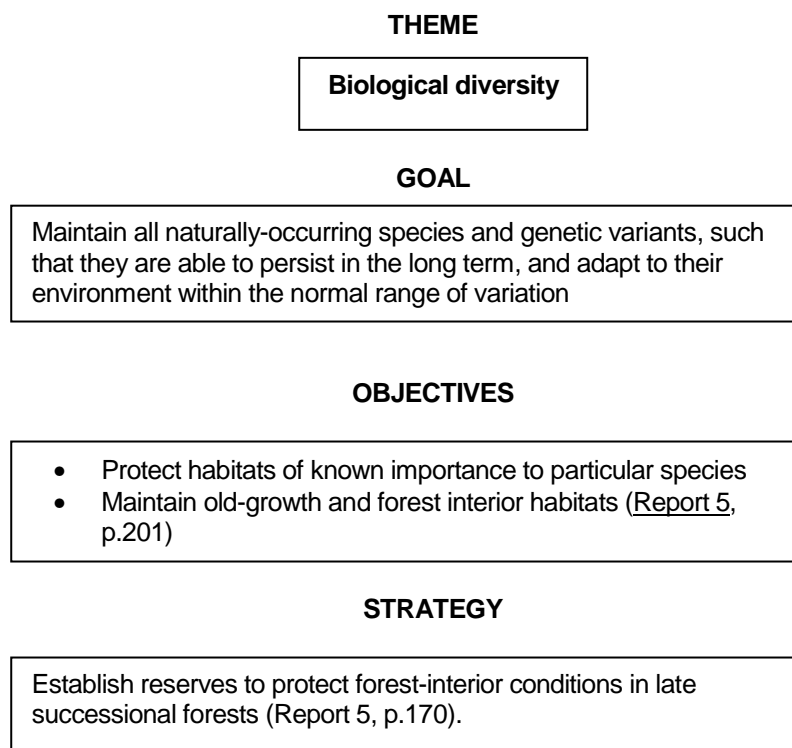 THEME
Biological diversity
GOAL
Maintain all naturally-occurring species and genetic variants, such
that they are able to persist in the long term, and adapt to their
environment within the normal range of variation
OBJECTIVES
• Protect habitats of known importance to particular species
• Maintain old-growth and forest interior habitats (Report 5,
p.201)
STRATEGY
Establish reserves to protect forest-interior conditions in late
successional forests (Report 5, p.170).